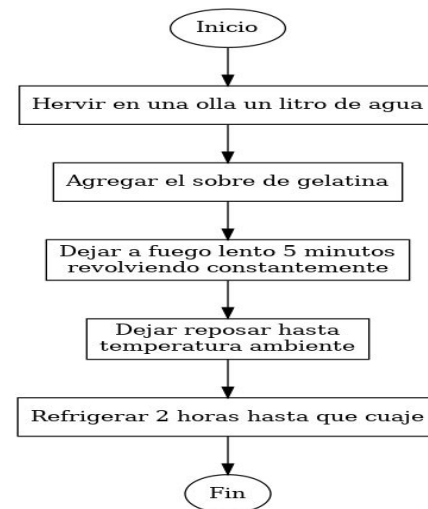 Inicio
Hervir en una olla un litro de agua
Agregar el sobre de gelatina
Dejar a fuego lento 5 minutos
revolviendo constantemente
Dejar reposar hasta
temperatura ambiente
Refrigerar 2 horas hasta que cuaje
Fin